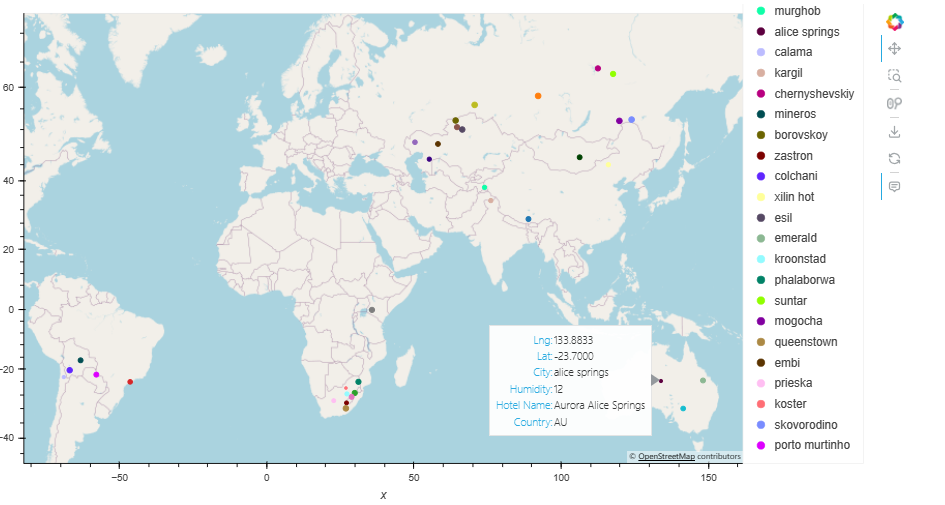 60
40
20
0
−20
−40
−50
0
50
100
150
x
Lng: 133.8833
Lat: -23.7000
City: alice springs
Humidity: 12
Hotel Name: Aurora Alice Springs
Country: AU
© OpenStreetMap contributors
murghob
alice springs
calama
kargil
chernyshevskiy
mineros
borovskoy
zastron
colchani
xilin hot
esil
emerald
kroonstad
phalaborwa
suntar
mogocha
queenstown
embi
prieska
koster
skovorodino
porto murtinho